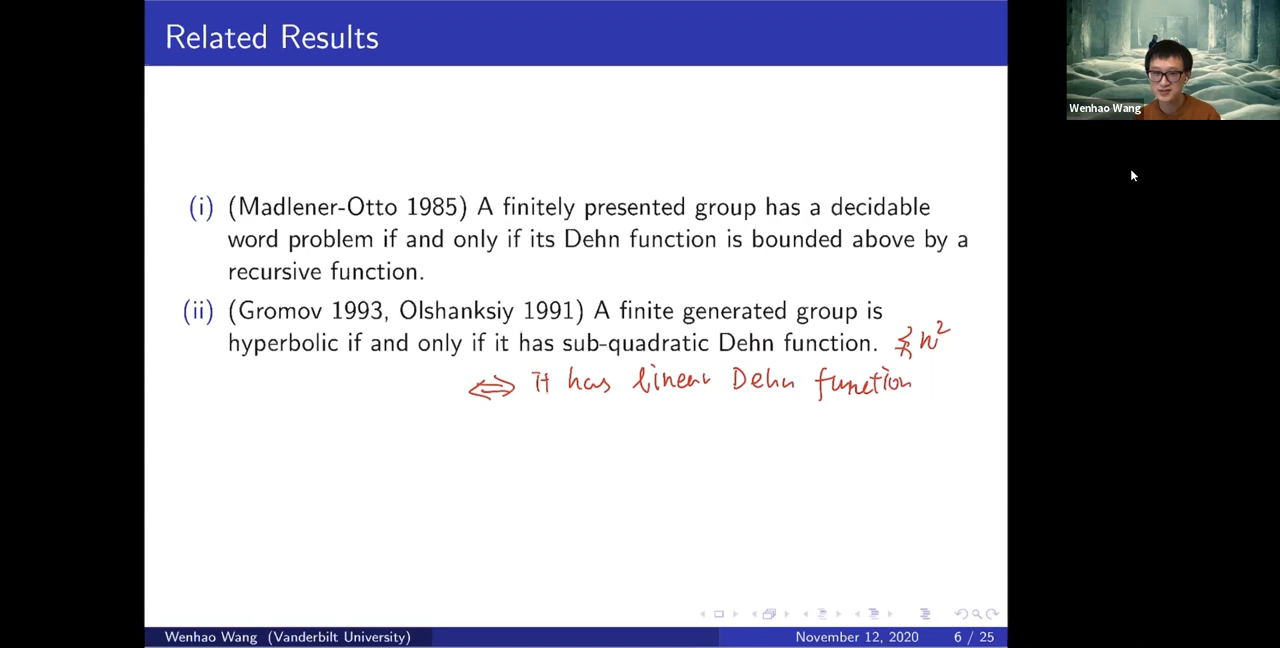 Related Results
Wenhao Wang
(i) (Madlener-Otto 1985) A finitely presented group has a decidable
word problem if and only if its Dehn function is bounded above by a
recursive function.
(ii) (Gromov 1993, Olshanksiy 1991) A finite generated group is
hyperbolic if and only if it has sub-quadratic Dehn function. ⋨ n²
⇔ It has linear Dehn function
Wenhao Wang (Vanderbilt University) November 12, 2020 6 / 25